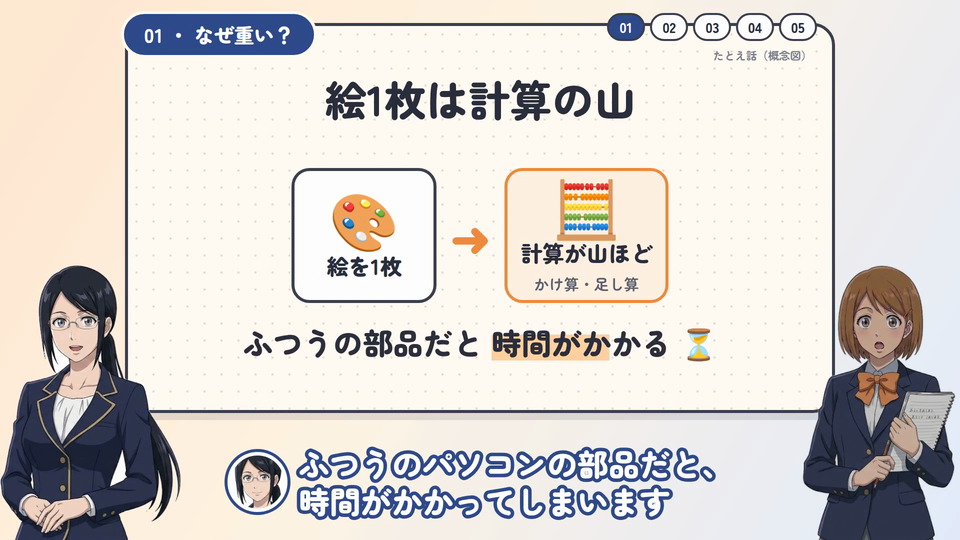 01・なぜ重い？
01 02 03 04 05
たとえ話（概念図）
絵1枚は計算の山
絵を1枚
計算が山ほど
かけ算・足し算
ふつうの部品だと 時間がかかる
ふつうのパソコンの部品だと、
時間がかかってしまいます